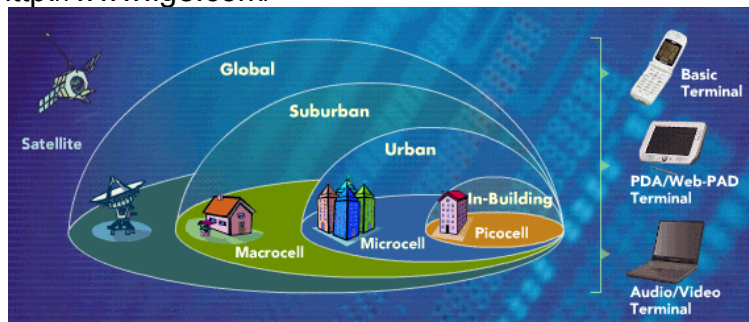 Global
Suburban
Satellite
Urban
In-Building
Macrocell
Microcell
Picocell
Basic
Terminal
PDA/Web-PAD
Terminal
Audio/Video
Terminal